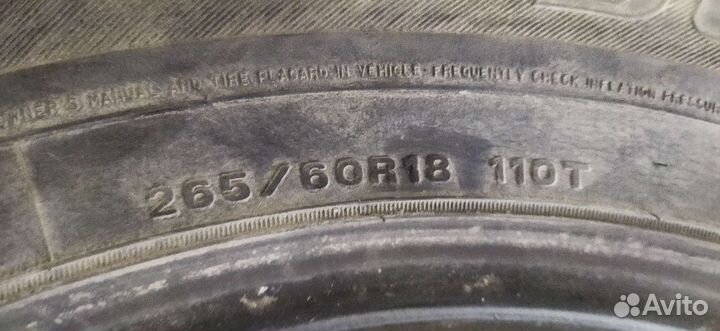 OWNER'S MANUAL AND TIRE PLACARD IN VEHICLE- FREQUENTLY CHECK INFLATION PRESSURE
265/60R18 110T
Avito